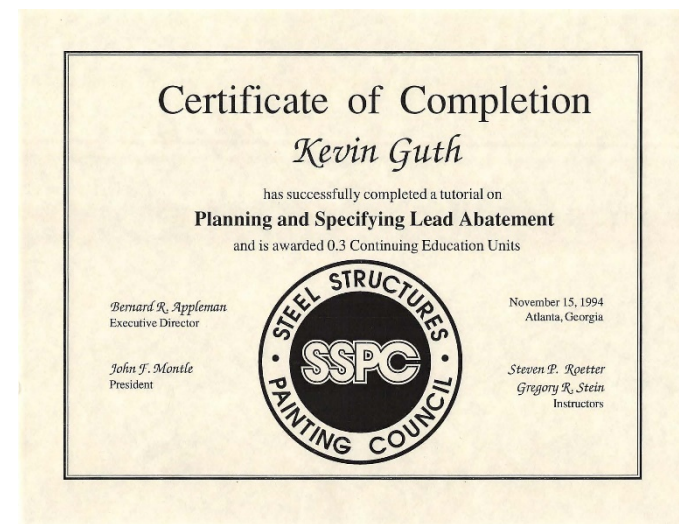 Certificate of Completion
Kevin Guth
has successfully completed a tutorial on
Planning and Specifying Lead Abatement
and is awarded 0.3 Continuing Education Units
Bernard R. Appleman
Executive Director
John F. Montle
President
STEEL STRUCTURES
SSPC
PAINTING COUNCIL
November 15, 1994
Atlanta, Georgia
Steven P. Roetter
Gregory R. Stein
Instructors